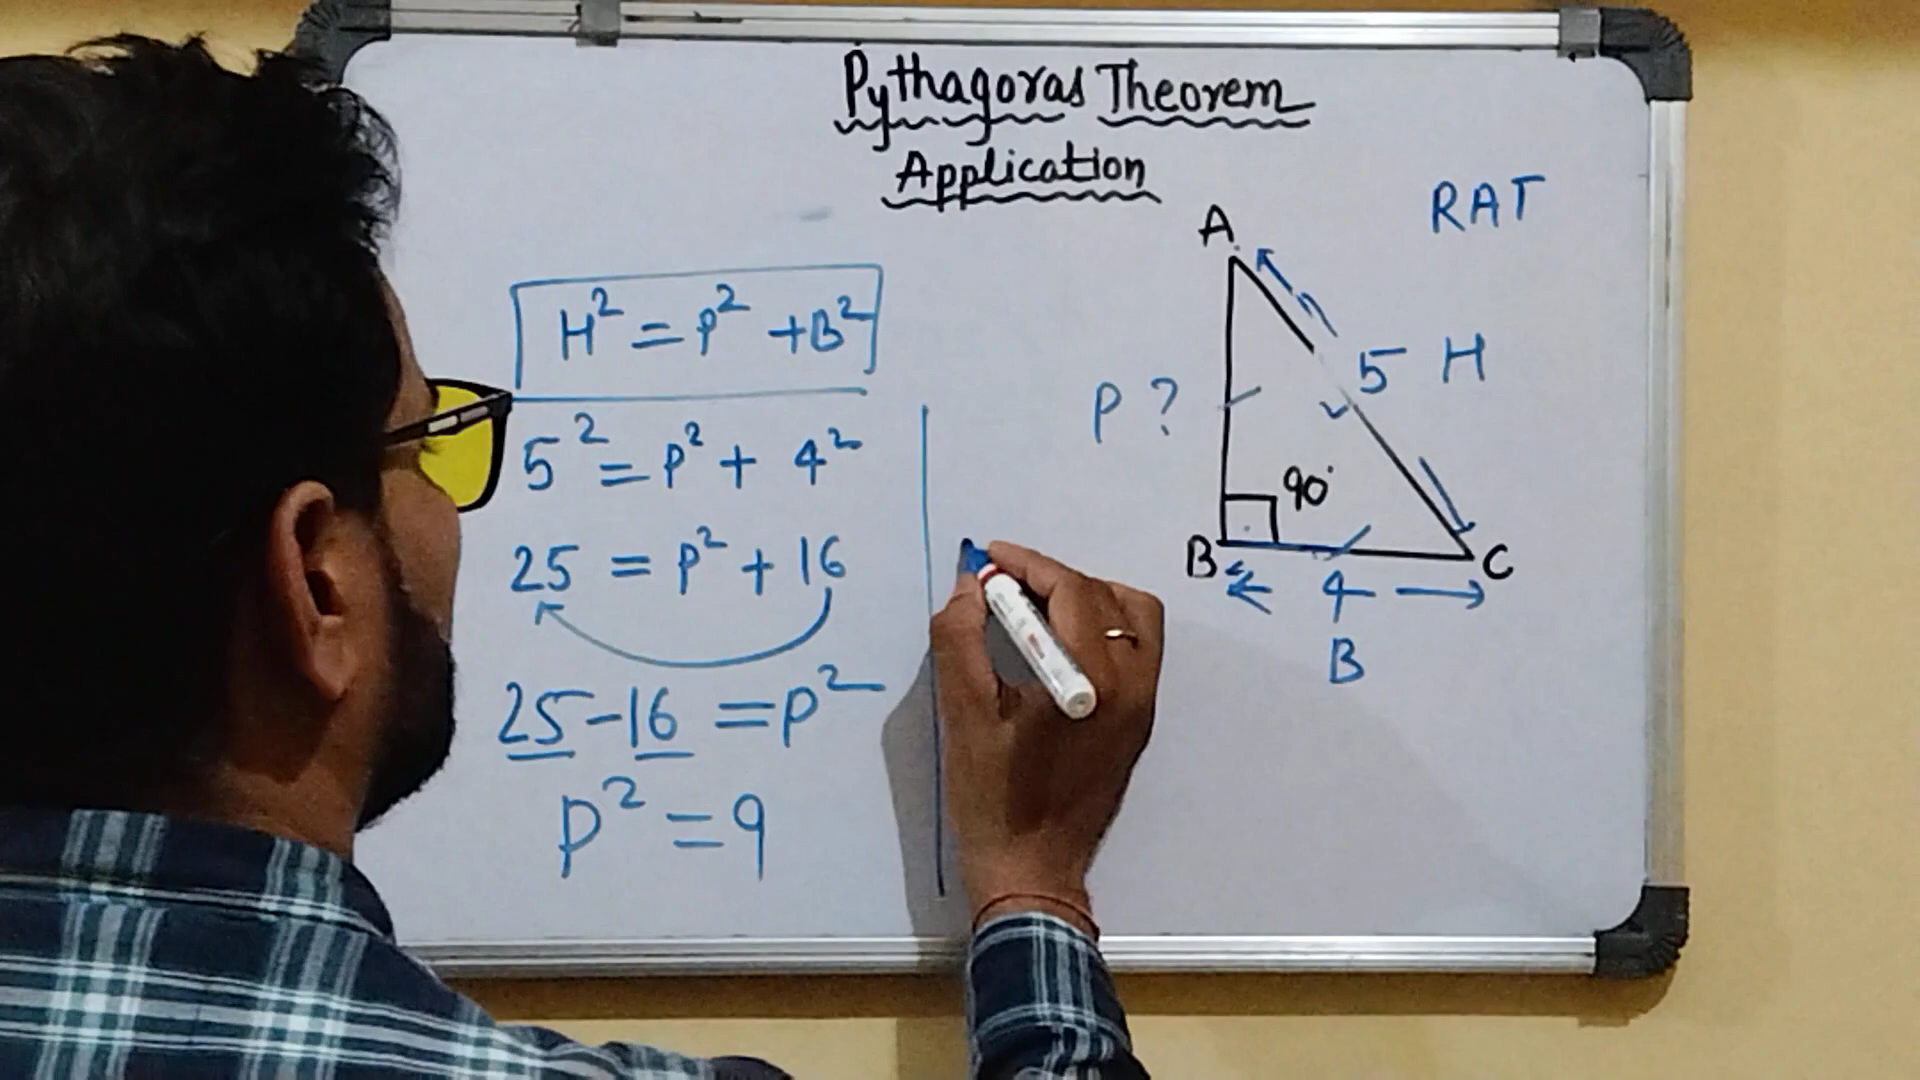 Pythagoras Theorem
Application
H² = P² + B²
5² = P² + 4²
25 = P² + 16
25 - 16 = P²
P² = 9
RAT
A
5 H
P ?
90°
B
C
4
B